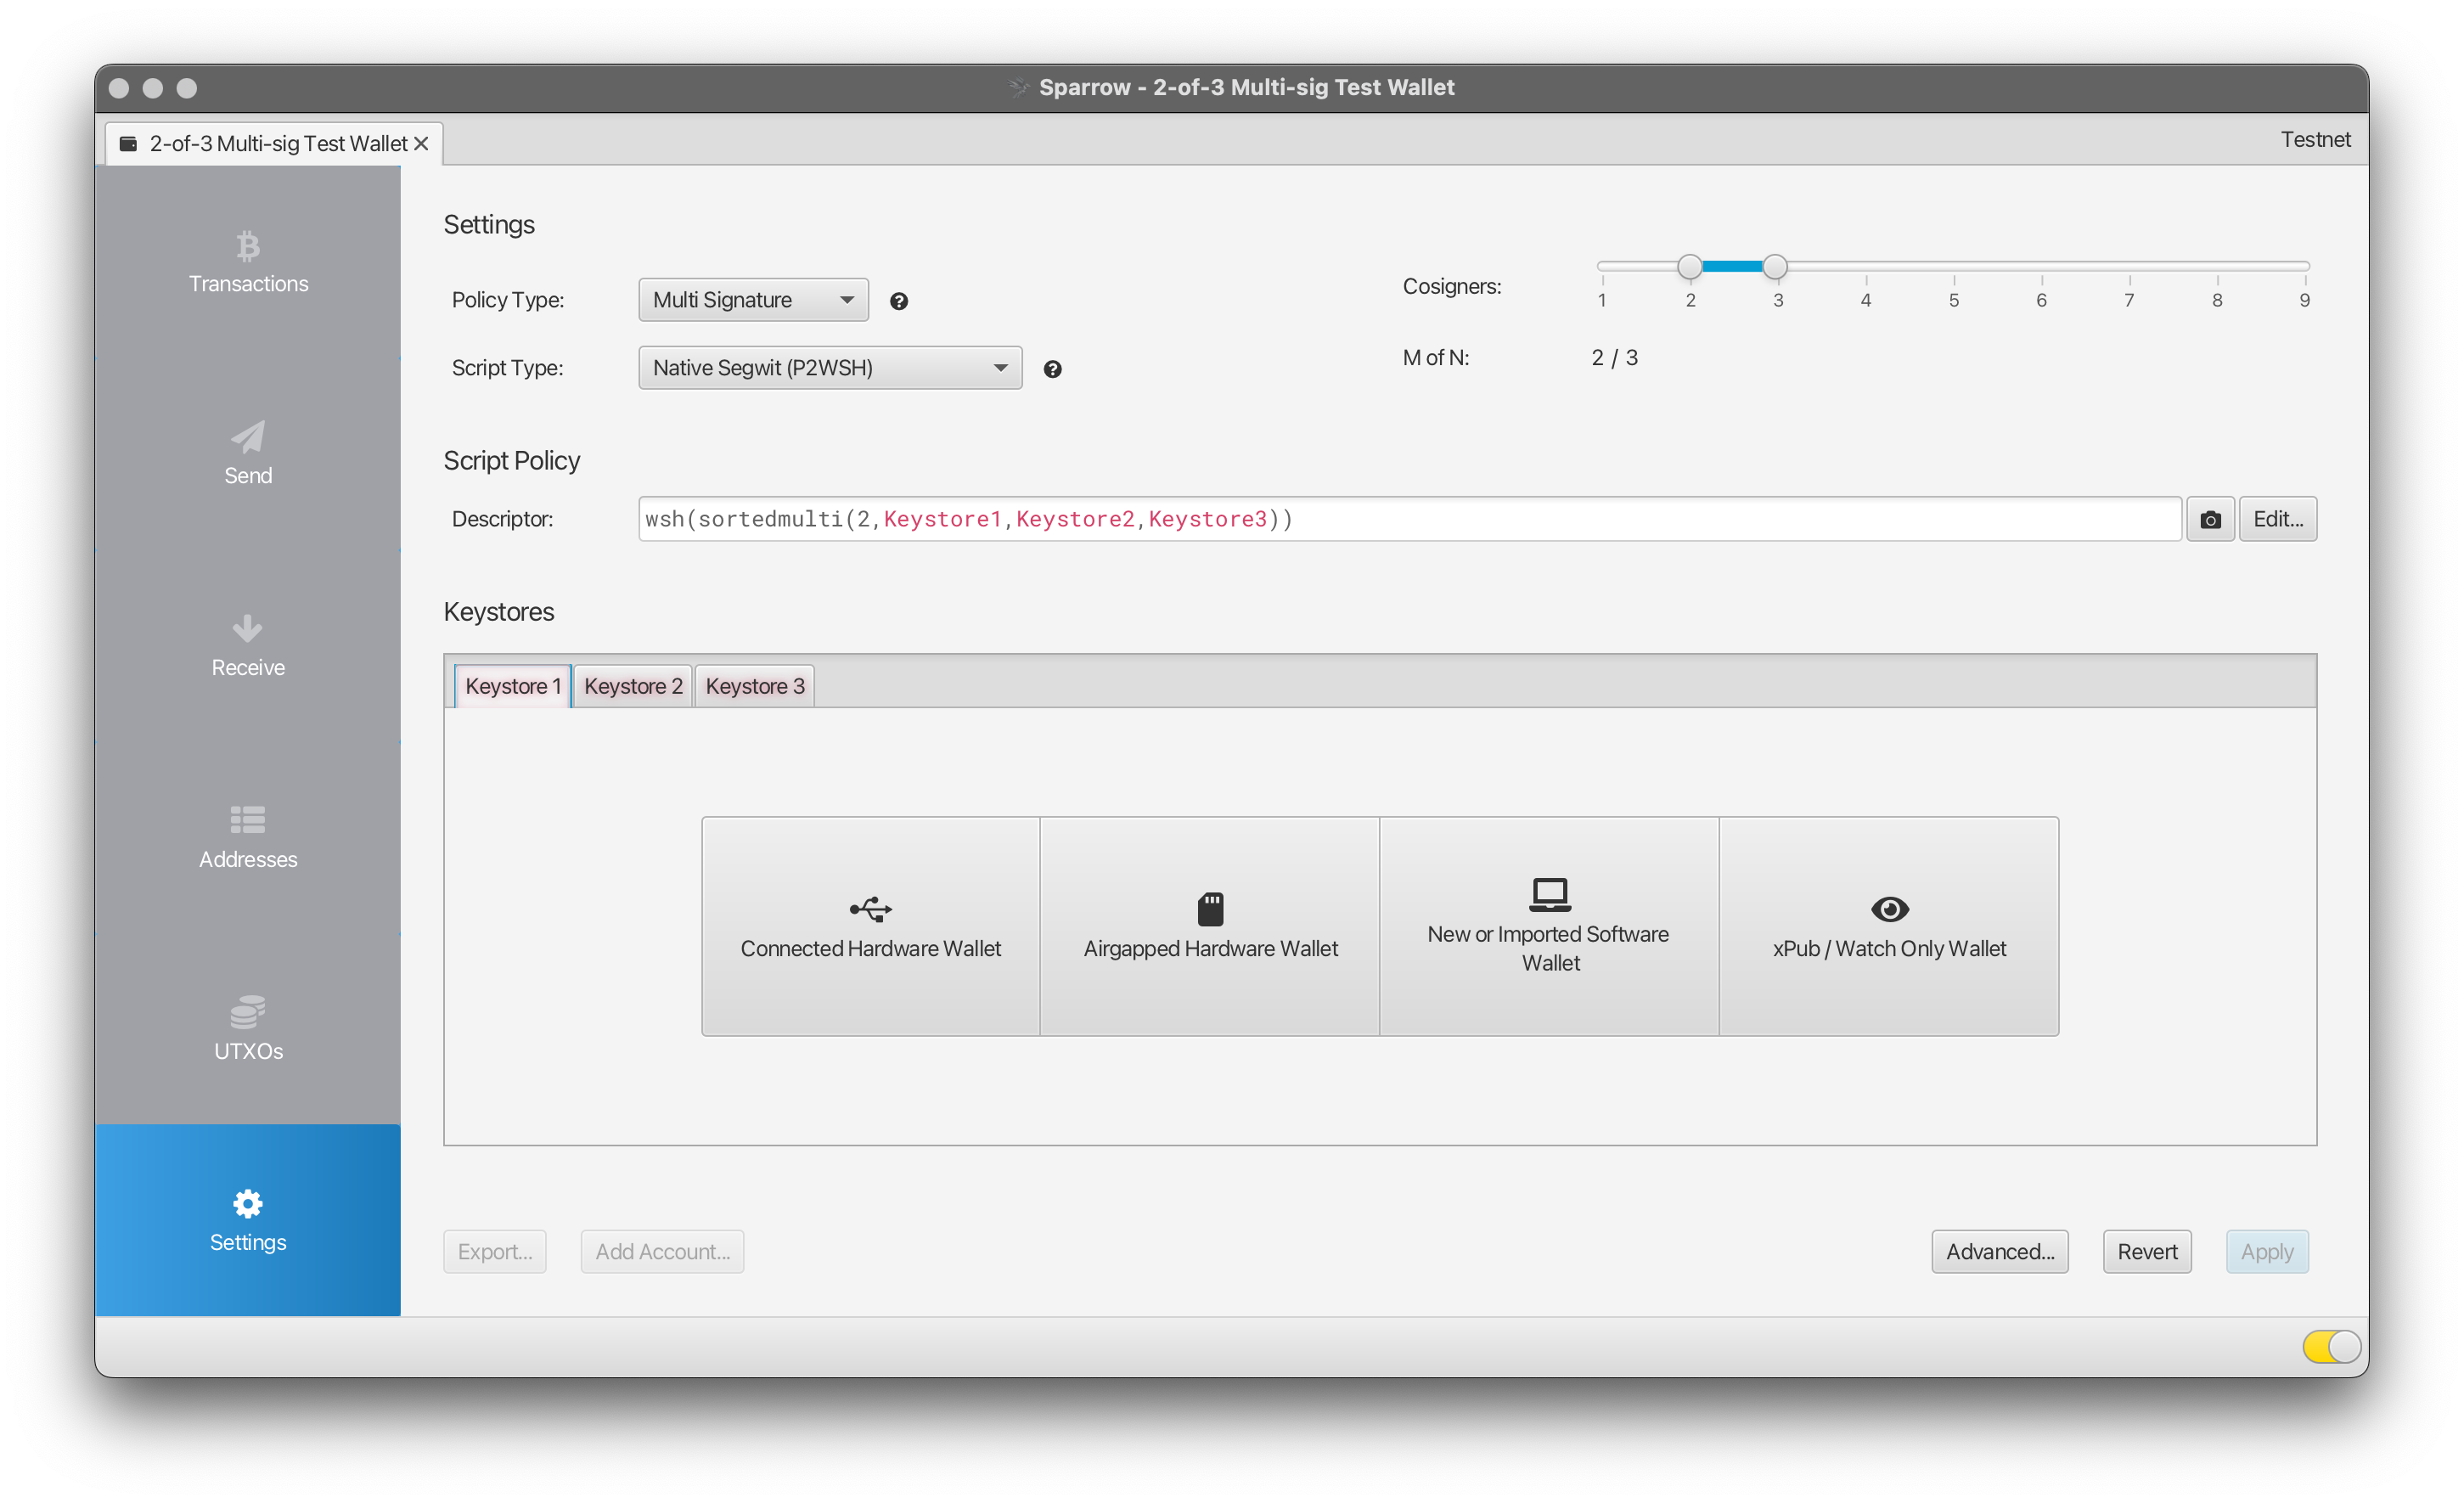 Sparrow - 2-of-3 Multi-sig Test Wallet
2-of-3 Multi-sig Test Wallet
Testnet
Transactions
Send
Receive
Addresses
UTXOs
Settings
Settings
Policy Type:
Multi Signature
Script Type:
Native Segwit (P2WSH)
Cosigners:
1 2 3 4 5 6 7 8 9
M of N:
2 / 3
Script Policy
Descriptor:
wsh(sortedmulti(2,Keystore1,Keystore2,Keystore3))
Edit...
Keystores
Keystore 1
Keystore 2
Keystore 3
Connected Hardware Wallet
Airgapped Hardware Wallet
New or Imported Software
Wallet
xPub / Watch Only Wallet
Export...
Add Account...
Advanced...
Revert
Apply